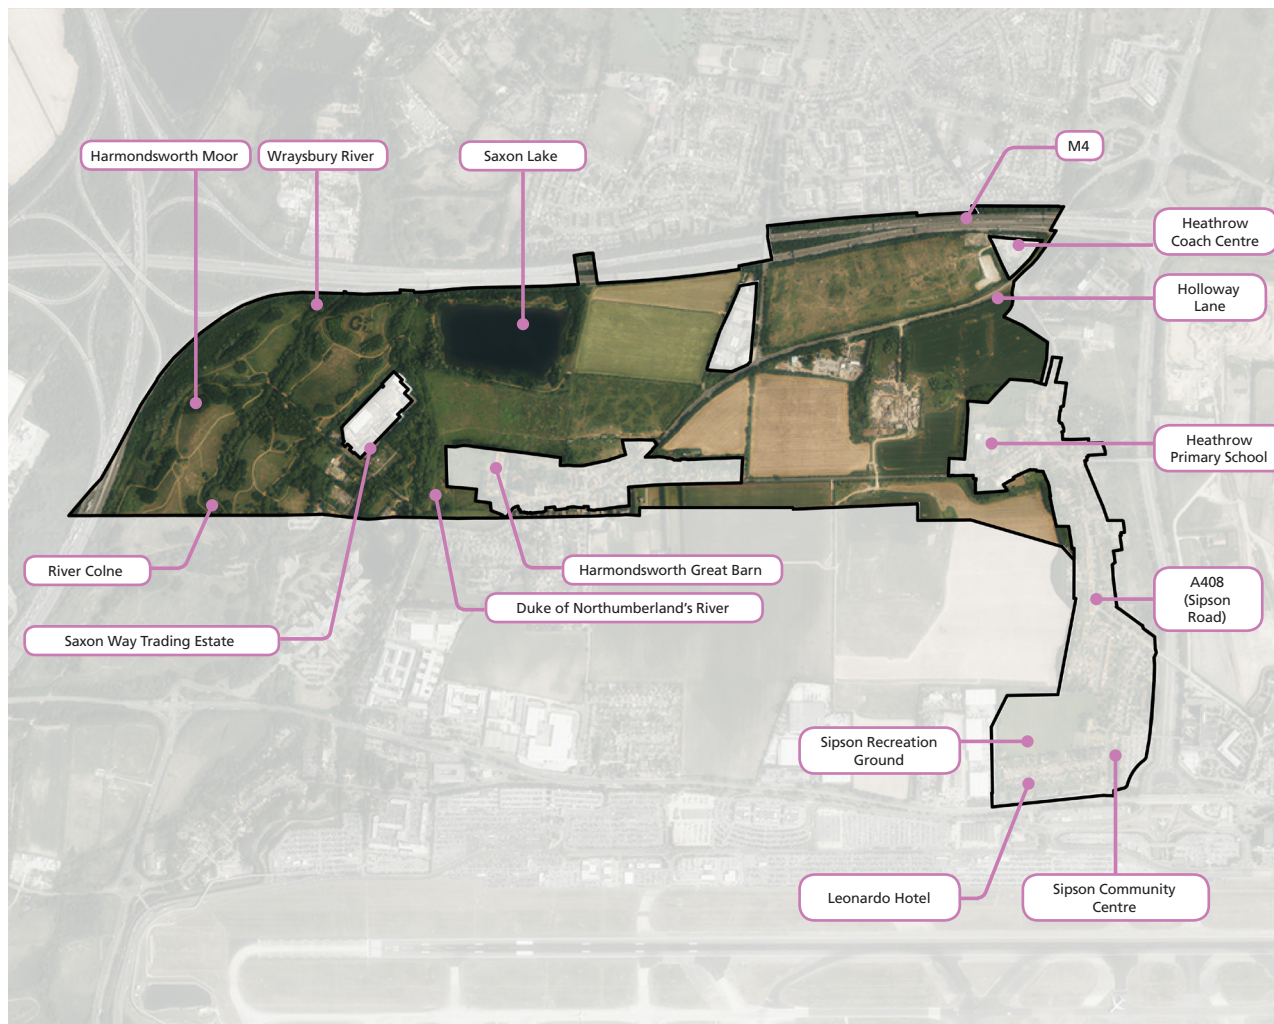 M4
Harmondsworth Moor
Wraysbury River
Saxon Lake
Heathrow
Coach Centre
Holloway
Lane
Heathrow
Primary School
River Colne
Harmondsworth Great Barn
A408
(Sipson
Road)
Duke of Northumberland's River
Saxon Way Trading Estate
Sipson Recreation
Ground
Leonardo Hotel
Sipson Community
Centre